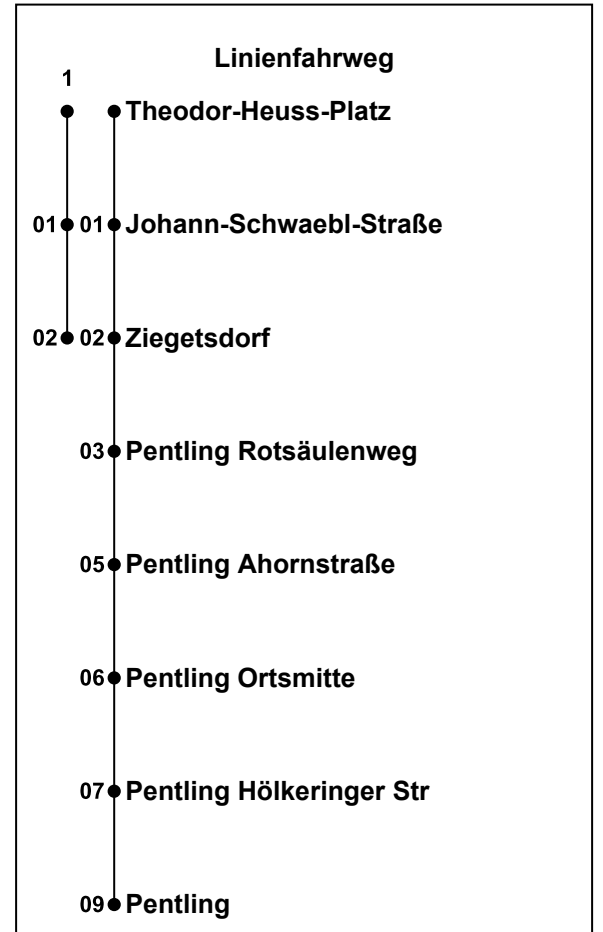 Linienfahrweg
1
Theodor-Heuss-Platz
01 01 Johann-Schwaebl-Straße
02 02 Ziegetsdorf
03 Pentling Rotsäulenweg
05 Pentling Ahornstraße
06 Pentling Ortsmitte
07 Pentling Hölkeringer Str
09 Pentling